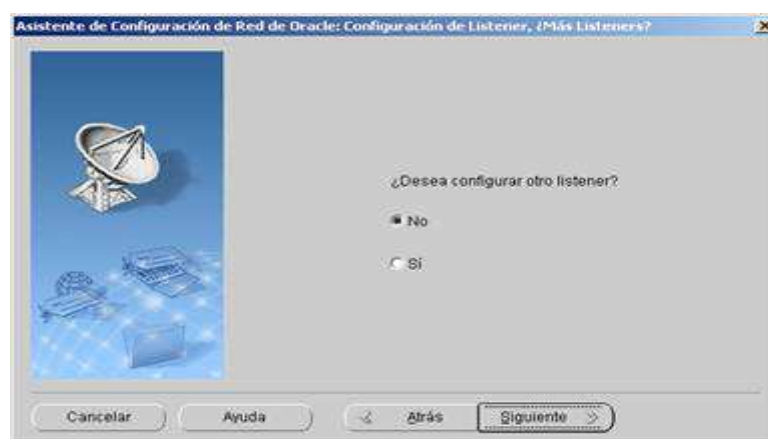 Asistente de Configuración de Red de Oracle: Configuración de Listener, ¿Más Listeners?
¿Desea configurar otro listener?
No
Sí
Cancelar
Ayuda
Atrás
Siguiente